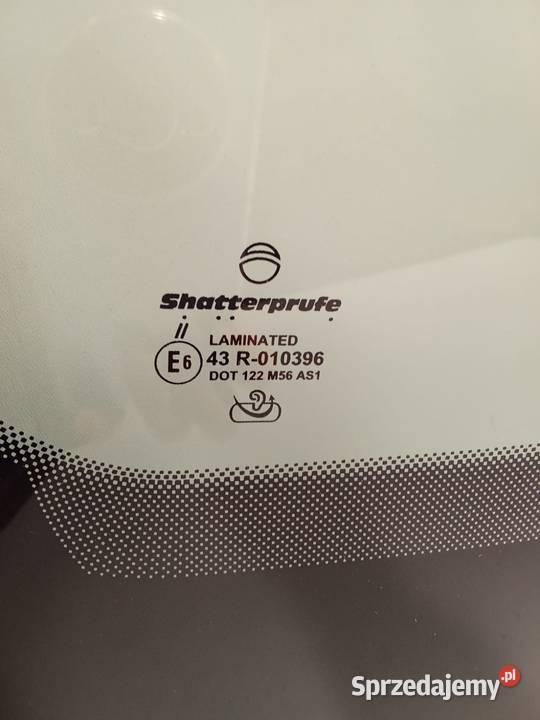 Shatterprufe
//
LAMINATED
E6 43 R-010396
DOT 122 M56 AS1
Sprzedajemy.pl